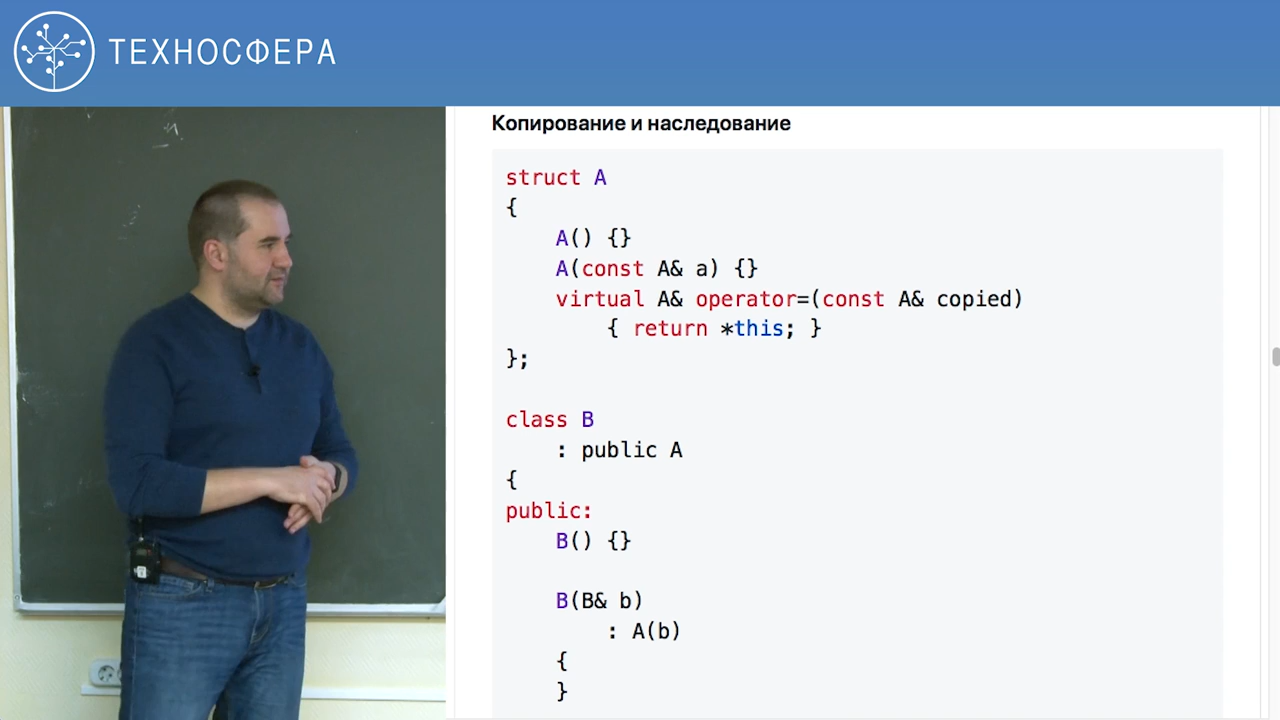 ТЕХНОСФЕРА
Копирование и наследование
struct A
{
    A() {}
    A(const A& a) {}
    virtual A& operator=(const A& copied)
        { return *this; }
};

class B
    : public A
{
public:
    B() {}

    B(B& b)
        : A(b)
    {
    }